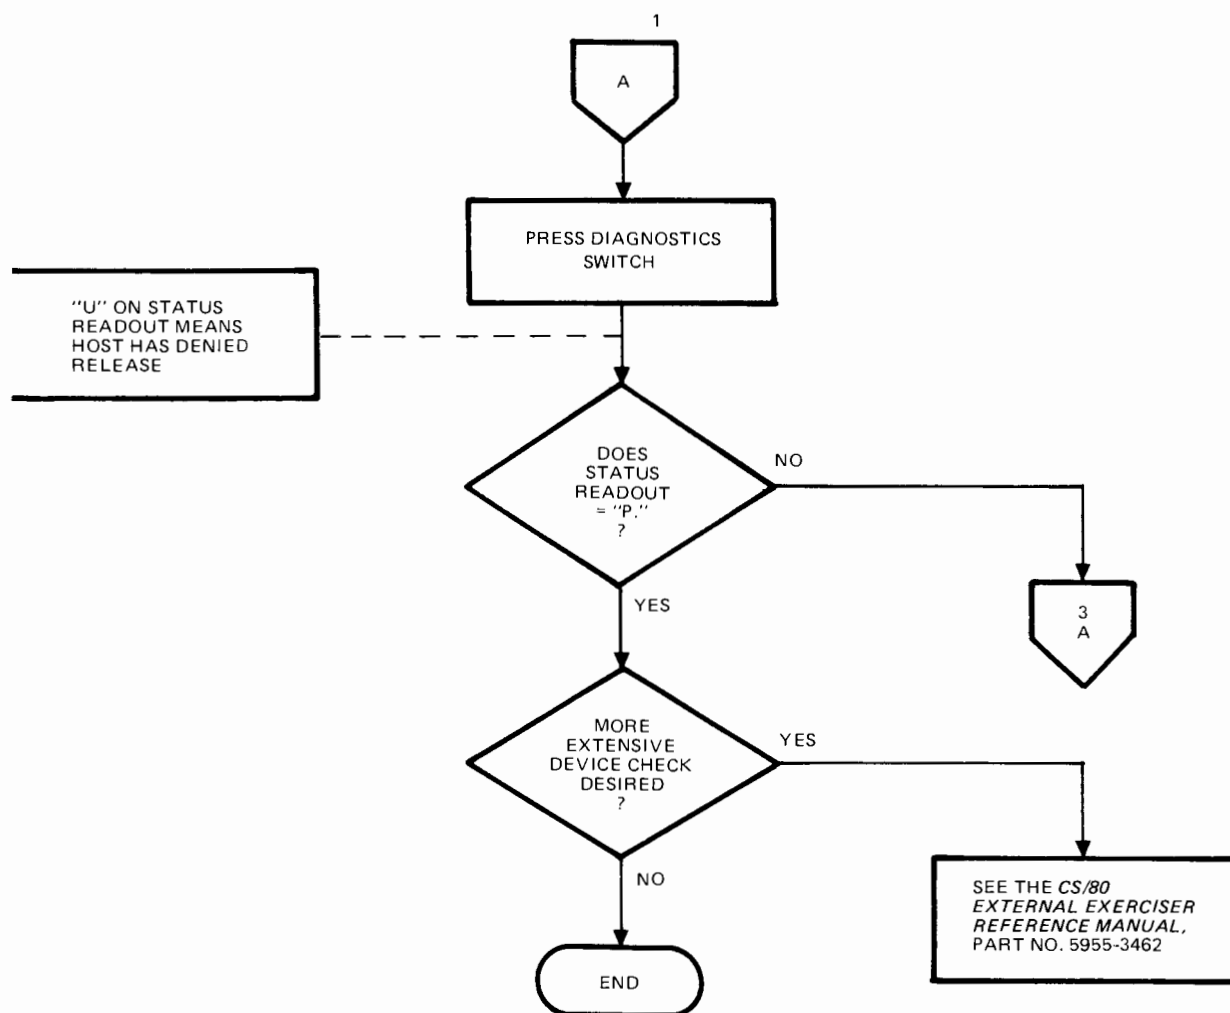 1
A
PRESS DIAGNOSTICS
SWITCH
"U" ON STATUS
READOUT MEANS
HOST HAS DENIED
RELEASE
DOES
STATUS
READOUT
= "P."
?
NO
YES
3
A
MORE
EXTENSIVE
DEVICE CHECK
DESIRED
?
YES
NO
SEE THE CS/80
EXTERNAL EXERCISER
REFERENCE MANUAL,
PART NO. 5955-3462
END